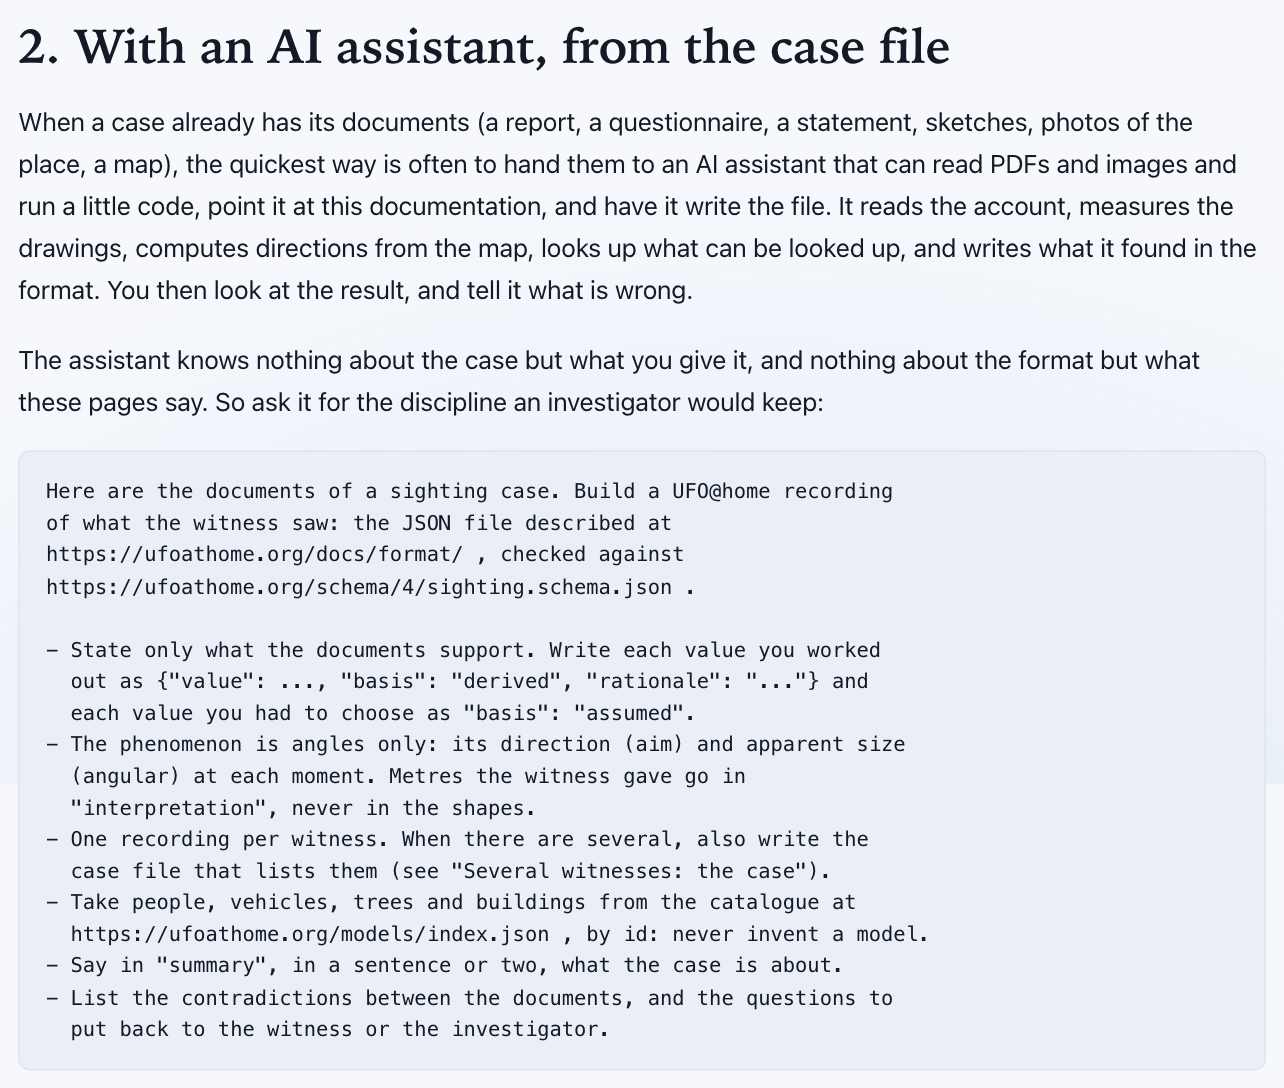 2. With an AI assistant, from the case file
When a case already has its documents (a report, a questionnaire, a statement, sketches, photos of the
place, a map), the quickest way is often to hand them to an AI assistant that can read PDFs and images and
run a little code, point it at this documentation, and have it write the file. It reads the account, measures the
drawings, computes directions from the map, looks up what can be looked up, and writes what it found in the
format. You then look at the result, and tell it what is wrong.
The assistant knows nothing about the case but what you give it, and nothing about the format but what
these pages say. So ask it for the discipline an investigator would keep:
Here are the documents of a sighting case. Build a UFO@home recording
of what the witness saw: the JSON file described at
https://ufoathome.org/docs/format/ , checked against
https://ufoathome.org/schema/4/sighting.schema.json .
– State only what the documents support. Write each value you worked
out as {"value": ..., "basis": "derived", "rationale": "..."} and
each value you had to choose as "basis": "assumed".
– The phenomenon is angles only: its direction (aim) and apparent size
(angular) at each moment. Metres the witness gave go in
"interpretation", never in the shapes.
– One recording per witness. When there are several, also write the
case file that lists them (see "Several witnesses: the case").
– Take people, vehicles, trees and buildings from the catalogue at
https://ufoathome.org/models/index.json , by id: never invent a model.
– Say in "summary", in a sentence or two, what the case is about.
– List the contradictions between the documents, and the questions to
put back to the witness or the investigator.